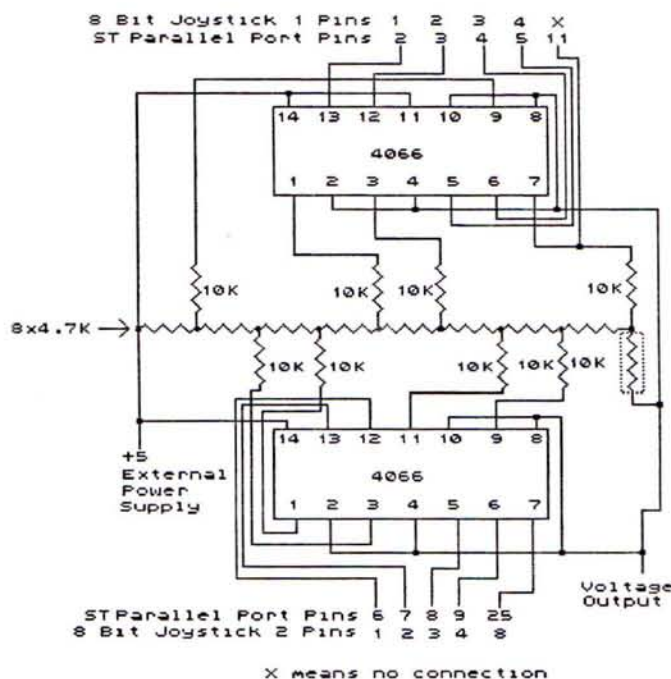 8 Bit Joystick 1 Pins 1 2 3 4 X
ST Parallel Port Pins 2 3 4 5 11
14 13 12 11 10 9 8
4066
1 2 3 4 5 6 7
10K 10K 10K 10K
8x4.7K
10K 10K 10K 10K
14 13 12 11 10 9 8
+5
External
Power
Supply
4066
1 2 3 4 5 6 7
Voltage
Output
ST Parallel Port Pins 6 7 8 9 25
8 Bit Joystick 2 Pins 1 2 3 4 8
X means no connection